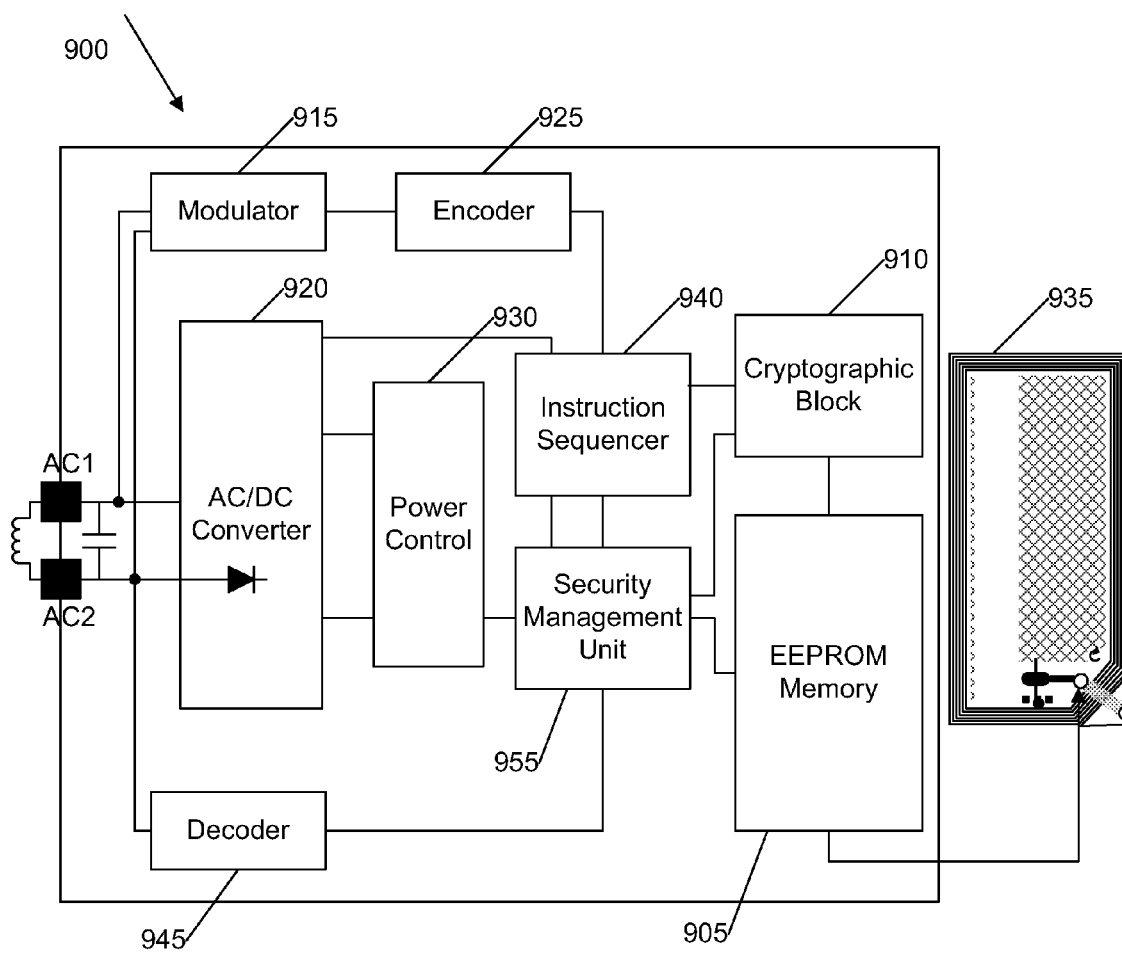 900
915
925
Modulator
Encoder
920
930
940
910
935
Cryptographic
Block
Instruction
Sequencer
AC1
AC/DC
Converter
Power
Control
AC2
Security
Management
Unit
EEPROM
Memory
955
Decoder
945
905